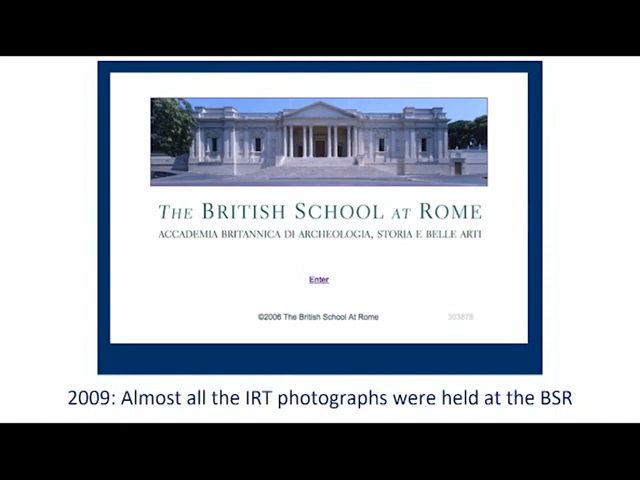 THE BRITISH SCHOOL AT ROME
ACCADEMIA BRITANNICA DI ARCHEOLOGIA, STORIA E BELLE ARTI
Enter
©2006 The British School At Rome
303878
2009: Almost all the IRT photographs were held at the BSR